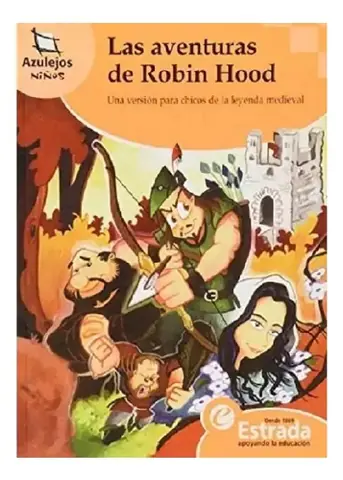 Azulejos
NIÑOS
Las aventuras
de Robin Hood
Una versión para chicos de la leyenda medieval
Desde 1869
Estrada
apoyando la educación